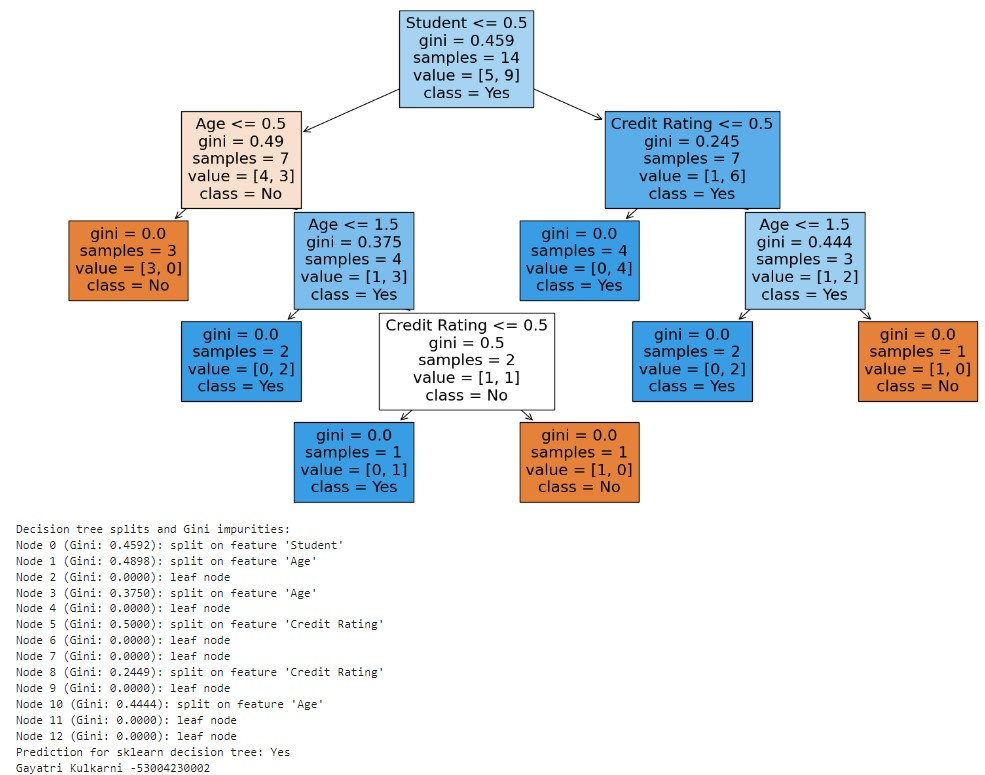 Student <= 0.5
gini = 0.459
samples = 14
value = [5, 9]
class = Yes
Age <= 0.5
gini = 0.49
samples = 7
value = [4, 3]
class = No
Credit Rating <= 0.5
gini = 0.245
samples = 7
value = [1, 6]
class = Yes
gini = 0.0
samples = 3
value = [3, 0]
class = No
Age <= 1.5
gini = 0.375
samples = 4
value = [1, 3]
class = Yes
gini = 0.0
samples = 4
value = [0, 4]
class = Yes
Age <= 1.5
gini = 0.444
samples = 3
value = [1, 2]
class = Yes
gini = 0.0
samples = 2
value = [0, 2]
class = Yes
Credit Rating <= 0.5
gini = 0.5
samples = 2
value = [1, 1]
class = No
gini = 0.0
samples = 2
value = [0, 2]
class = Yes
gini = 0.0
samples = 1
value = [1, 0]
class = No
gini = 0.0
samples = 1
value = [0, 1]
class = Yes
gini = 0.0
samples = 1
value = [1, 0]
class = No
Decision tree splits and Gini impurities:
Node 0 (Gini: 0.4592): split on feature 'Student'
Node 1 (Gini: 0.4898): split on feature 'Age'
Node 2 (Gini: 0.0000): leaf node
Node 3 (Gini: 0.3750): split on feature 'Age'
Node 4 (Gini: 0.0000): leaf node
Node 5 (Gini: 0.5000): split on feature 'Credit Rating'
Node 6 (Gini: 0.0000): leaf node
Node 7 (Gini: 0.0000): leaf node
Node 8 (Gini: 0.2449): split on feature 'Credit Rating'
Node 9 (Gini: 0.0000): leaf node
Node 10 (Gini: 0.4444): split on feature 'Age'
Node 11 (Gini: 0.0000): leaf node
Node 12 (Gini: 0.0000): leaf node
Prediction for sklearn decision tree: Yes
Gayatri Kulkarni -53004230002